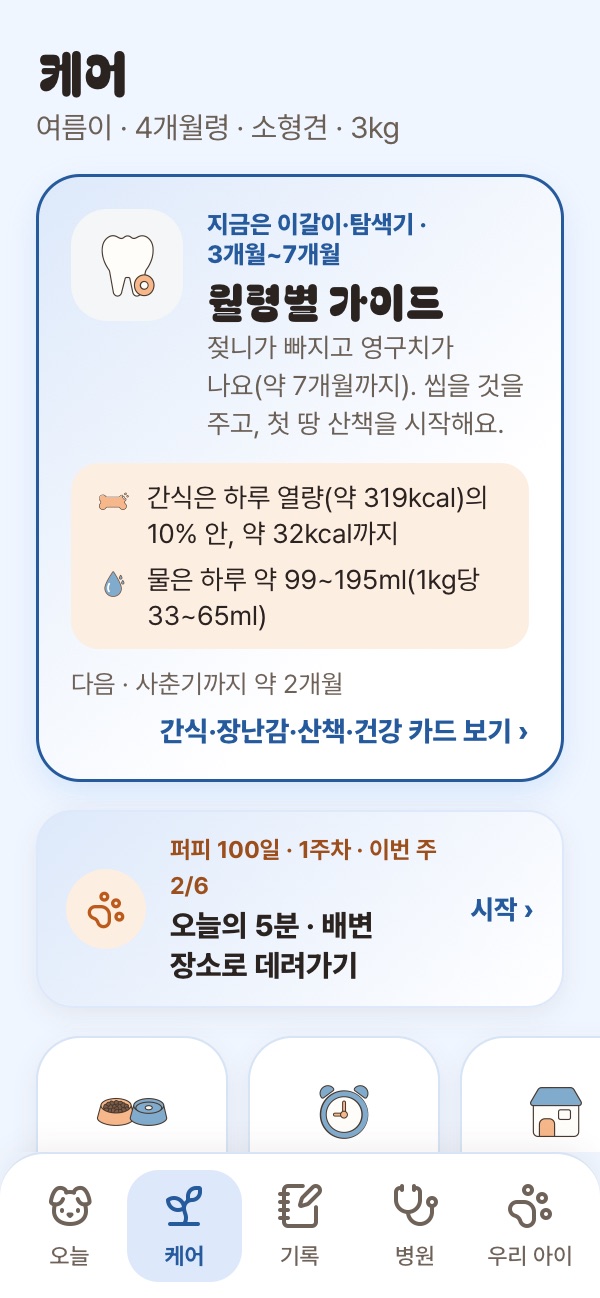 케어
여름이 · 4개월령 · 소형견 · 3kg
지금은 이갈이·탐색기 ·
3개월~7개월
월령별 가이드
젖니가 빠지고 영구치가
나요(약 7개월까지). 씹을 것을
주고, 첫 땅 산책을 시작해요.
간식은 하루 열량(약 319kcal)의
10% 안, 약 32kcal까지
물은 하루 약 99~195ml(1kg당
33~65ml)
다음 · 사춘기까지 약 2개월
간식·장난감·산책·건강 카드 보기 ›
퍼피 100일 · 1주차 · 이번 주
2/6
오늘의 5분 · 배변
장소로 데려가기
시작 ›
오늘
케어
기록
병원
우리 아이